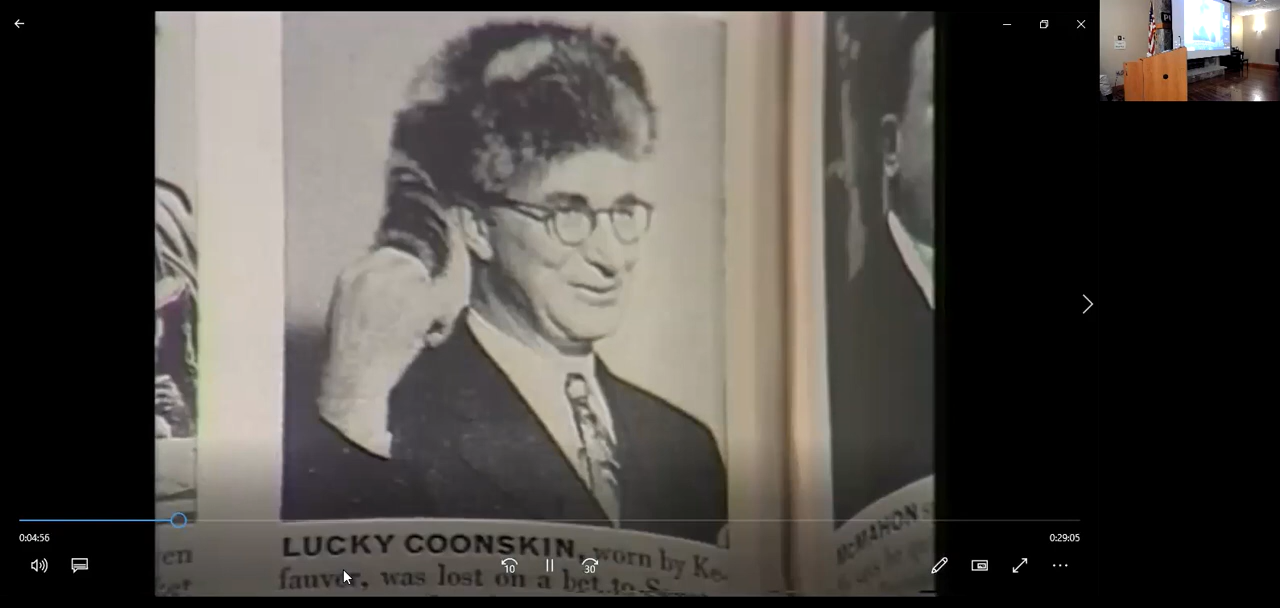 LUCKY COONSKIN, worn by Ke-
fauver, was lost on a bet to
McMAHON
0:04:56
0:29:05
10
30